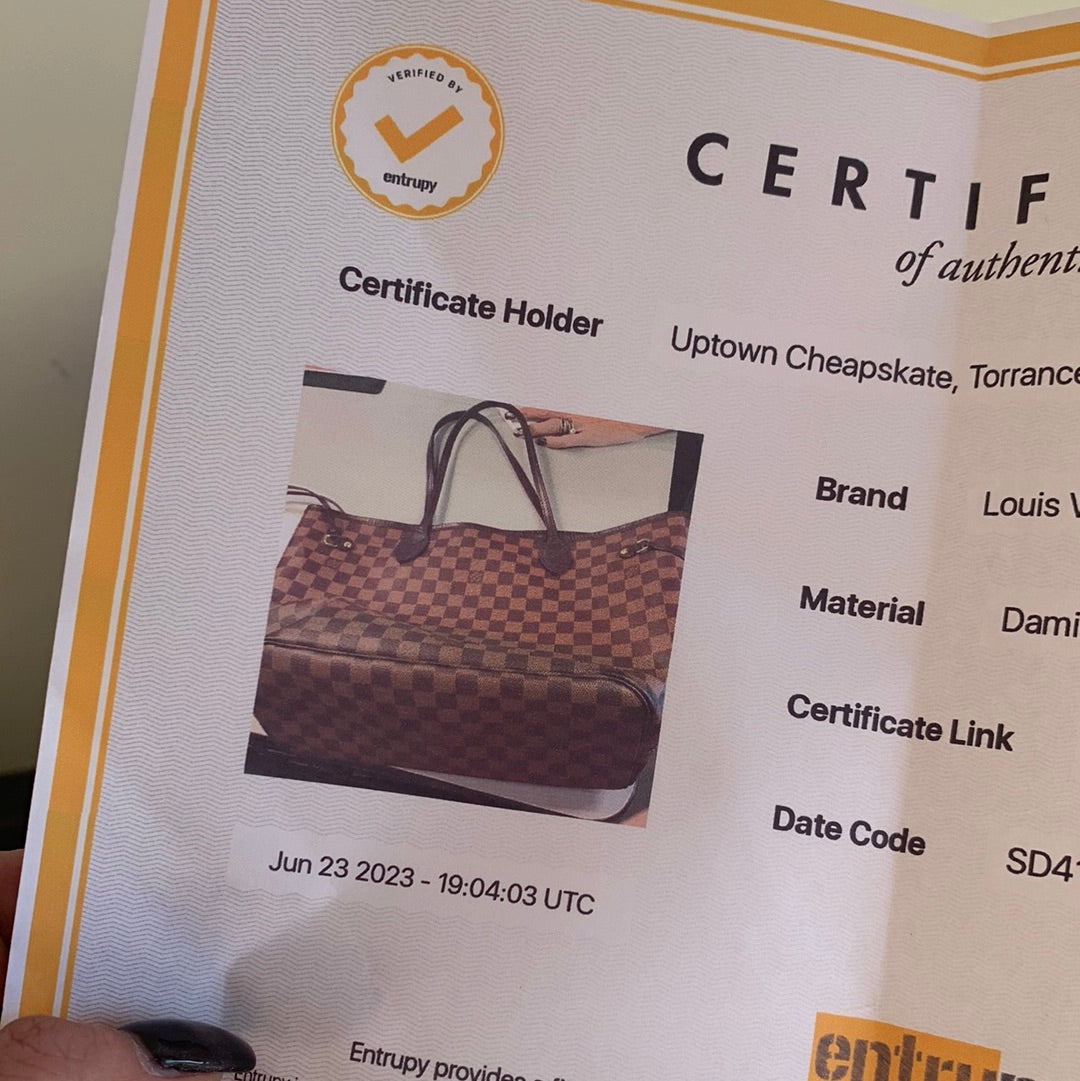 VERIFIED BY
entrupy
CERTIF
of authent
Certificate Holder
Uptown Cheapskate, Torrance
Brand
Louis V
Material
Dami
Certificate Link
Date Code
SD41
Jun 23 2023 - 19:04:03 UTC
Entrupy provides a
entrupy